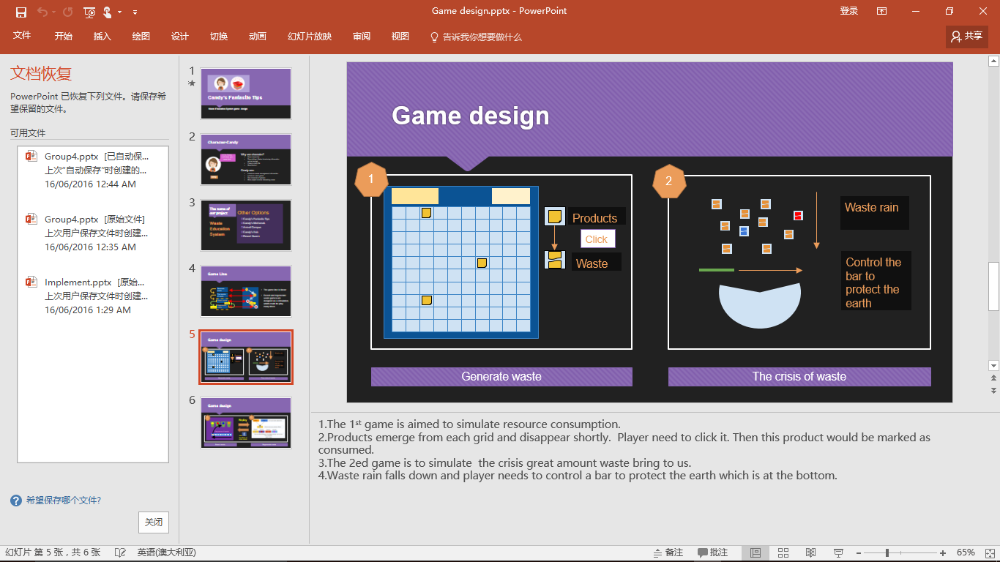 Game design.pptx - PowerPoint
登录
文件
开始
插入
绘图
设计
切换
动画
幻灯片放映
审阅
视图
告诉我你想要做什么
共享
文档恢复
PowerPoint 已恢复下列文件。请保存希
望保留的文件。
可用文件
Group4.pptx [已自动保...
上次“自动保存”时创建的...
16/06/2016 12:44 AM
Group4.pptx [原始文件]
上次用户保存文件时创建...
16/06/2016 12:35 AM
Implement.pptx [原始...
上次用户保存文件时创建...
16/06/2016 1:29 AM
希望保存哪个文件?
关闭
1
Candy's Fantastic Tips
2
Character-Candy
3
The name of
our project
Waste
Education
System
Other Options
4
Game Line
5
Game design
6
Game design
Game design
1
Products
Click
Waste
Generate waste
2
Waste rain
Control the
bar to
protect the
earth
The crisis of waste
1.The 1st game is aimed to simulate resource consumption.
2.Products emerge from each grid and disappear shortly. Player need to click it. Then this product would be marked as
consumed.
3.The 2ed game is to simulate the crisis great amount waste bring to us.
4.Waste rain falls down and player needs to control a bar to protect the earth which is at the bottom.
幻灯片 第 5 张，共 6 张
英语(澳大利亚)
备注
批注
65%